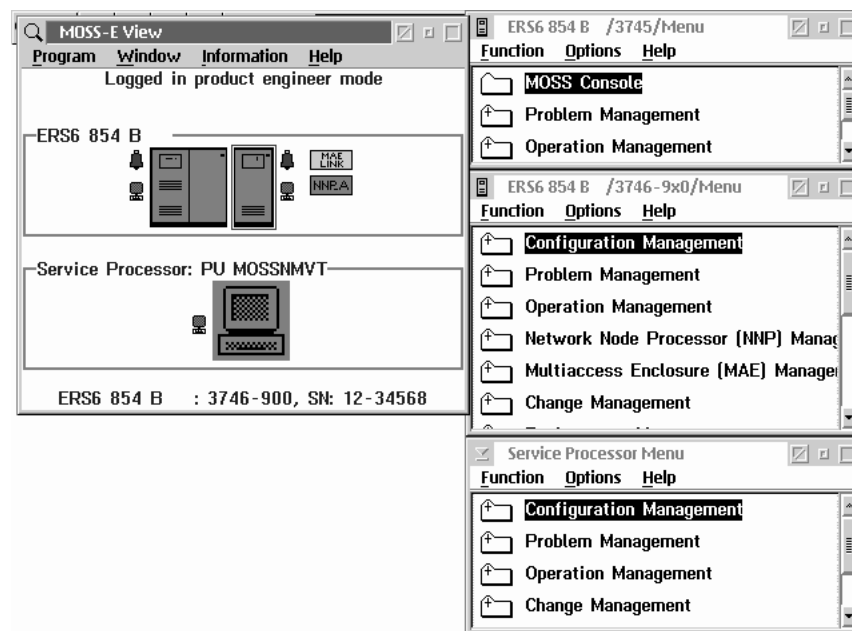 MOSS-E View
Program Window Information Help
Logged in product engineer mode
ERS6 854 B
MAE
LINK
NNP.A
Service Processor: PU MOSSNMVT
ERS6 854 B : 3746-900, SN: 12-34568
ERS6 854 B /3745/Menu
Function Options Help
MOSS Console
Problem Management
Operation Management
ERS6 854 B /3746-9x0/Menu
Function Options Help
Configuration Management
Problem Management
Operation Management
Network Node Processor (NNP) Manag
Multiaccess Enclosure (MAE) Manage
Change Management
Service Processor Menu
Function Options Help
Configuration Management
Problem Management
Operation Management
Change Management